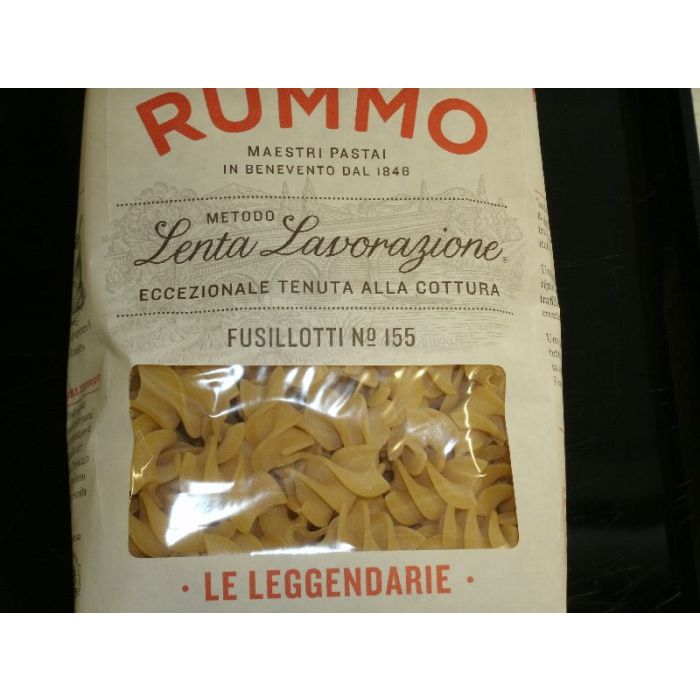 RUMMO
MAESTRI PASTAI
IN BENEVENTO DAL 1846
METODO
Lenta Lavorazione®
ECCEZIONALE TENUTA ALLA COTTURA
FUSILLOTTI Nº 155
· LE LEGGENDARIE ·